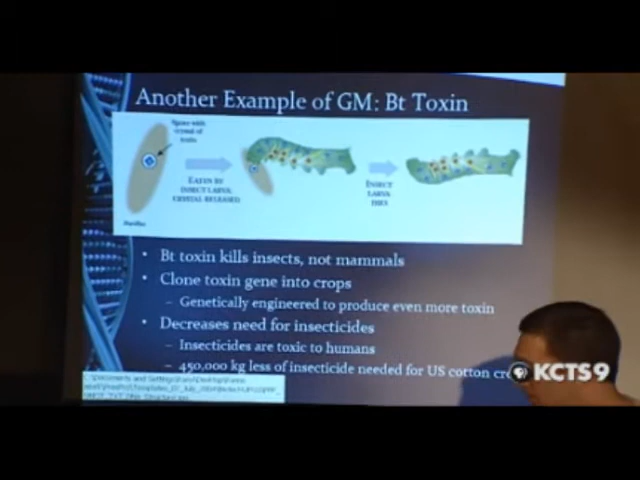 Another Example of GM: Bt Toxin
Spore with
crystal of
toxin
EATEN BY
INSECT LARVA;
CRYSTAL RELEASED
INSECT
LARVA
DIES
Bacillus
• Bt toxin kills insects, not mammals
• Clone toxin gene into crops
– Genetically engineered to produce even more toxin
• Decreases need for insecticides
– Insecticides are toxic to humans
– 450,000 kg less of insecticide needed for US cotton
KCTS9